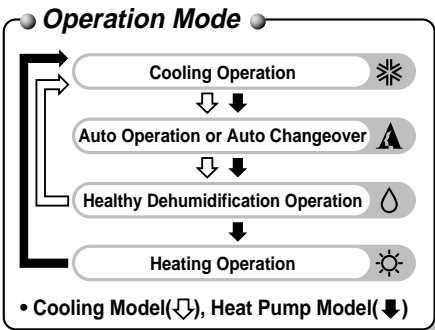 Operation Mode
Cooling Operation
Auto Operation or Auto Changeover
Healthy Dehumidification Operation
Heating Operation
• Cooling Model(⇩), Heat Pump Model(⬇)